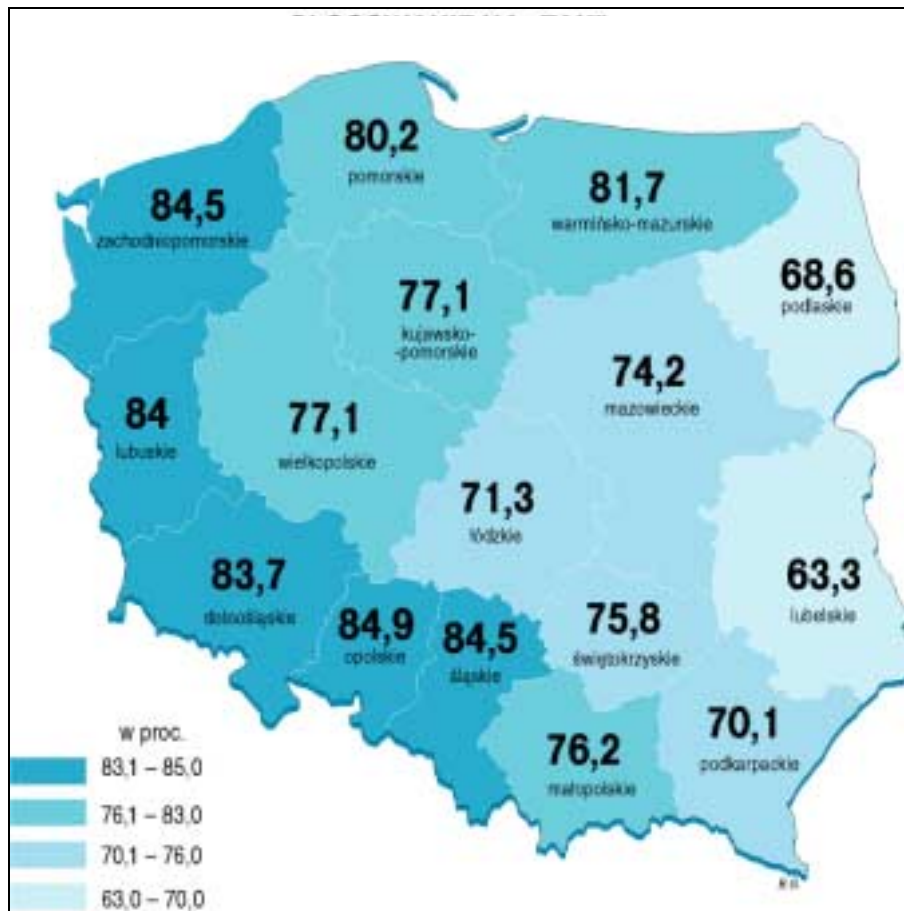 80,2
pomorskie
84,5
zachodniopomorskie
81,7
warmińsko-mazurskie
68,6
podlaskie
77,1
kujawsko-
-pomorskie
74,2
mazowieckie
84
lubuskie
77,1
wielkopolskie
71,3
łódzkie
63,3
lubelskie
83,7
dolnośląskie
84,9
opolskie
84,5
śląskie
75,8
świętokrzyskie
76,2
małopolskie
70,1
podkarpackie
w proc.
83,1 – 85,0
76,1 – 83,0
70,1 – 76,0
63,0 – 70,0